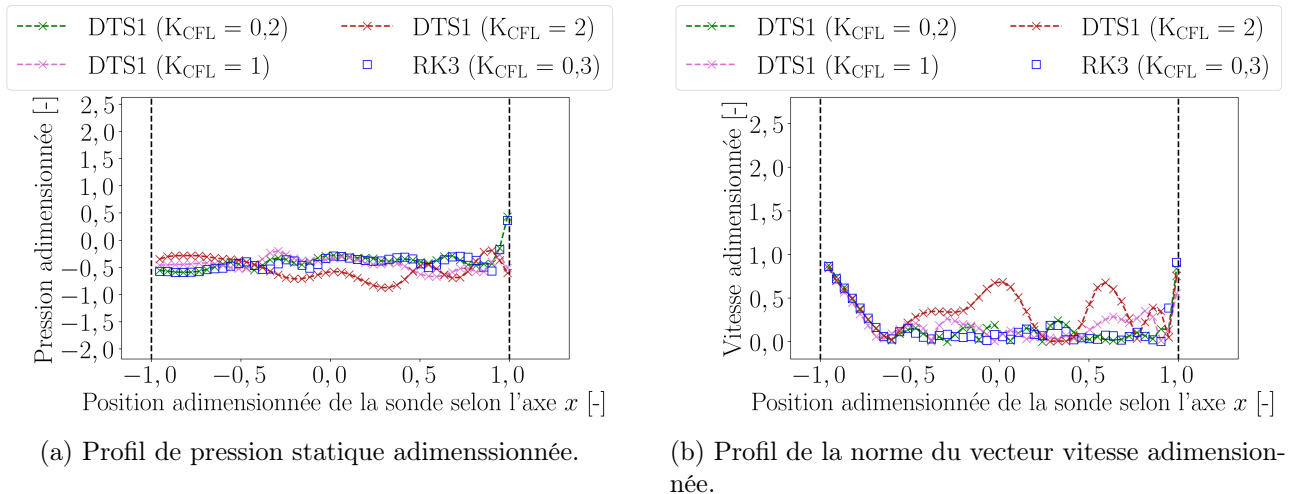 DTS1 (K_CFL = 0,2)
DTS1 (K_CFL = 2)
DTS1 (K_CFL = 1)
RK3 (K_CFL = 0,3)
Pression adimensionnée [-]
2, 5
2, 0
1, 5
1, 0
0, 5
0, 0
−0, 5
−1, 0
−1, 5
−2, 0
−1, 0
−0, 5
0, 0
0, 5
1, 0
Position adimensionnée de la sonde selon l'axe x [-]
(a) Profil de pression statique adimenssionnée.
DTS1 (K_CFL = 0,2)
DTS1 (K_CFL = 2)
DTS1 (K_CFL = 1)
RK3 (K_CFL = 0,3)
Vitesse adimensionnée [-]
2, 5
2, 0
1, 5
1, 0
0, 5
0, 0
−1, 0
−0, 5
0, 0
0, 5
1, 0
Position adimensionnée de la sonde selon l'axe x [-]
(b) Profil de la norme du vecteur vitesse adimension-
née.